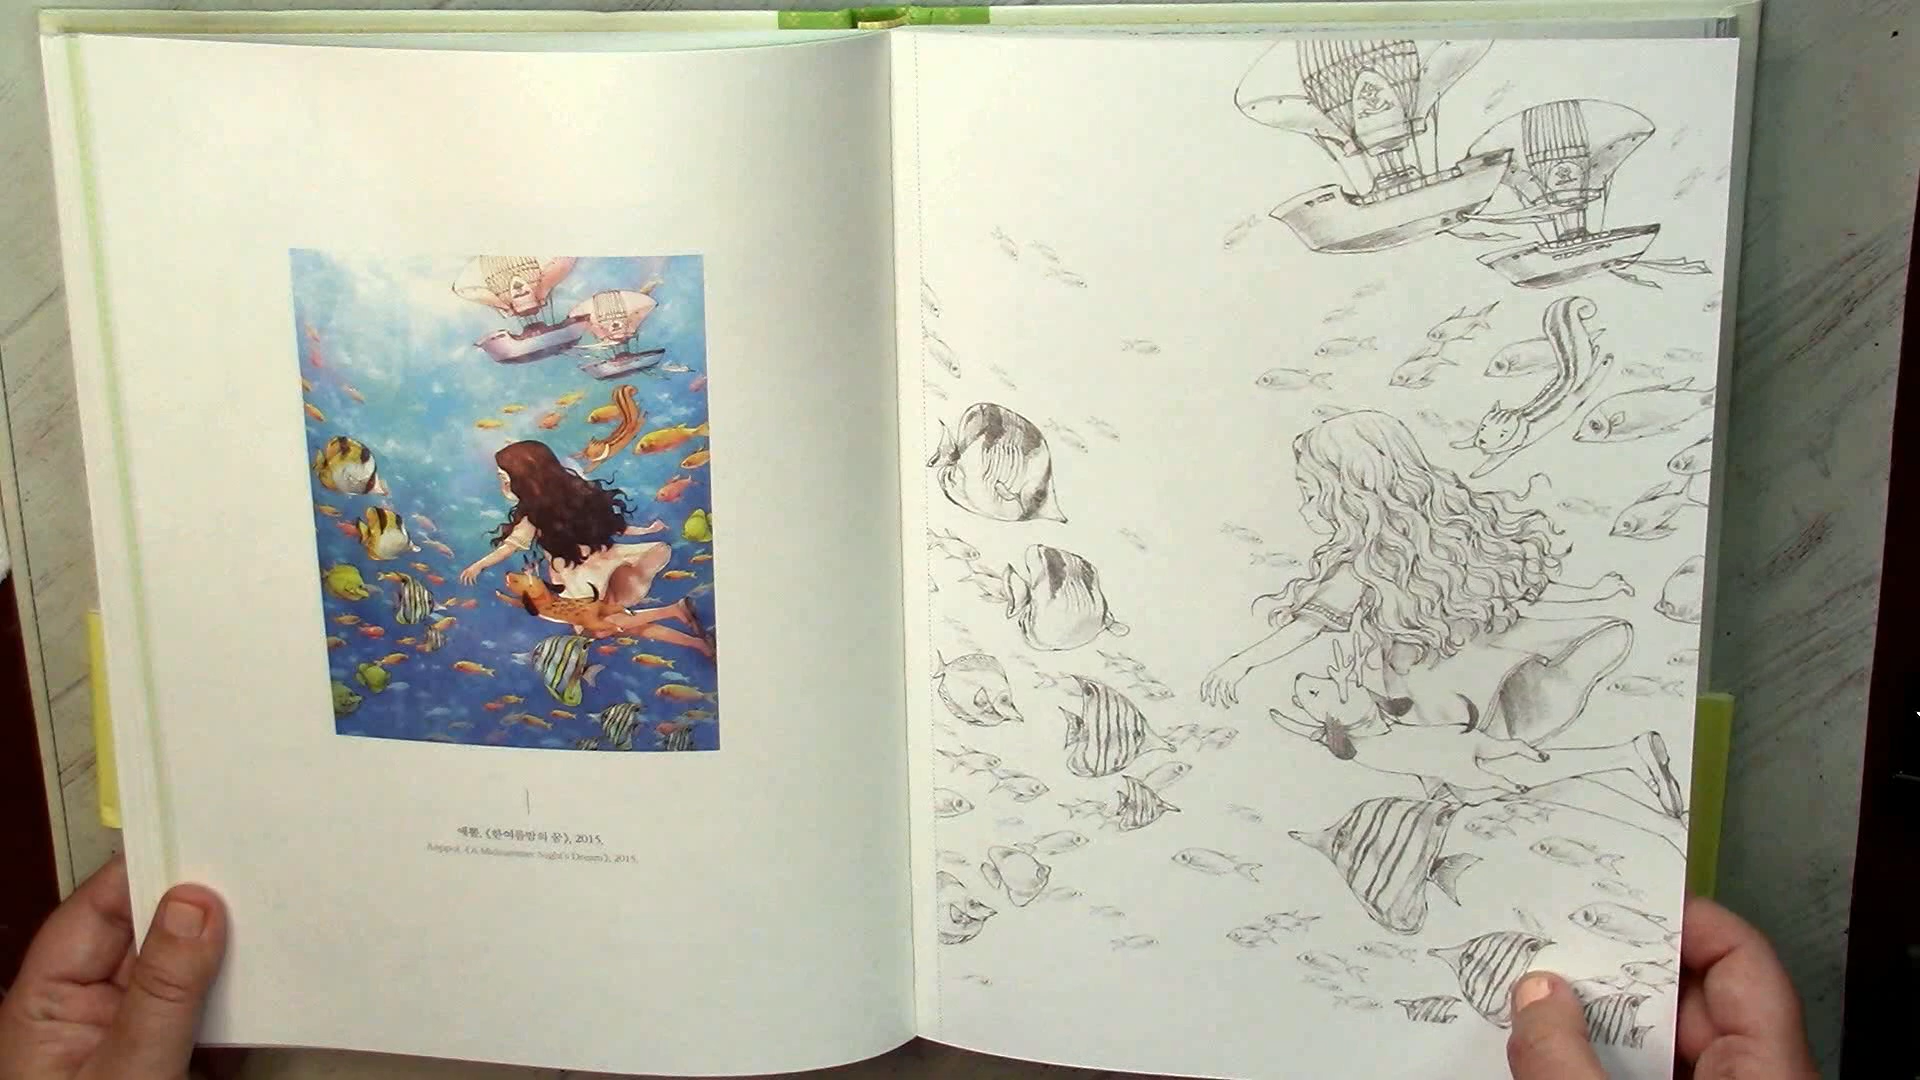 애뽈, 《한여름밤의 꿈》, 2015.
Aeppol, 《A Midsummer Night's Dream》, 2015.